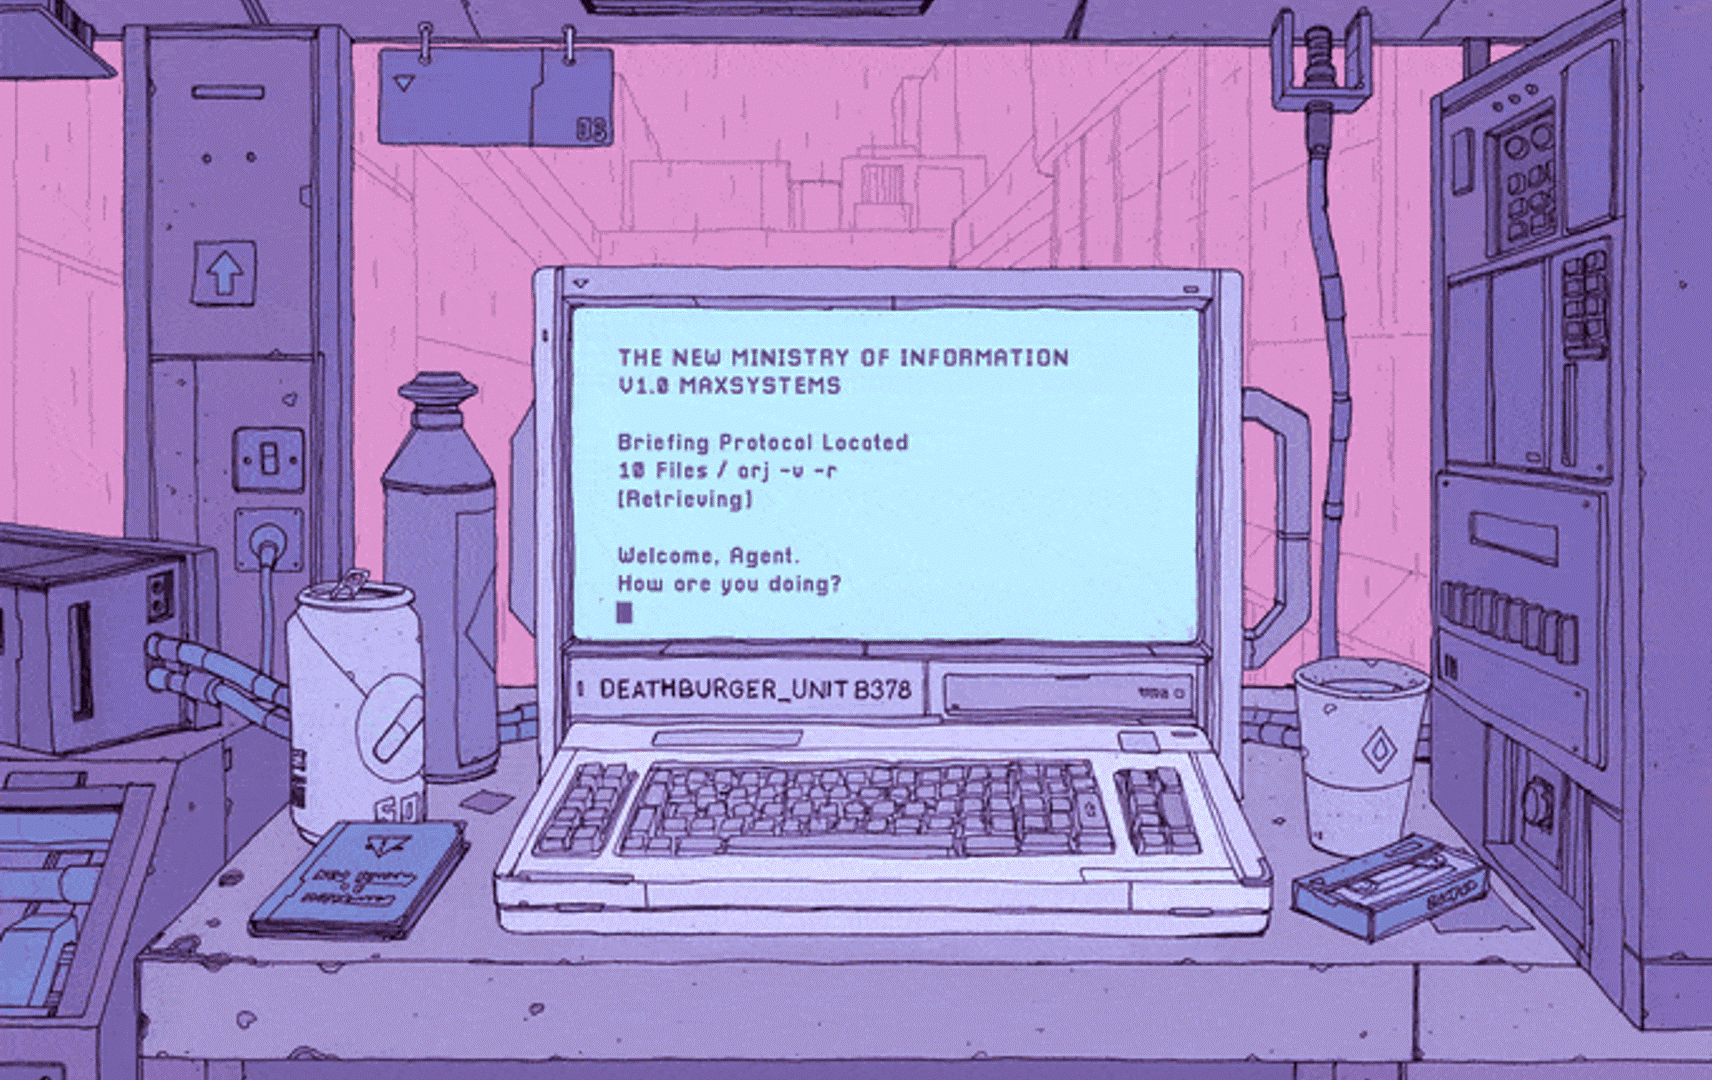 06
THE NEW MINISTRY OF INFORMATION
V1.0 MAXSYSTEMS
Briefing Protocol Located
10 Files / arj -v -r
[Retrieving]
Welcome, Agent.
How are you doing?
DEATHBURGER_UNIT B378